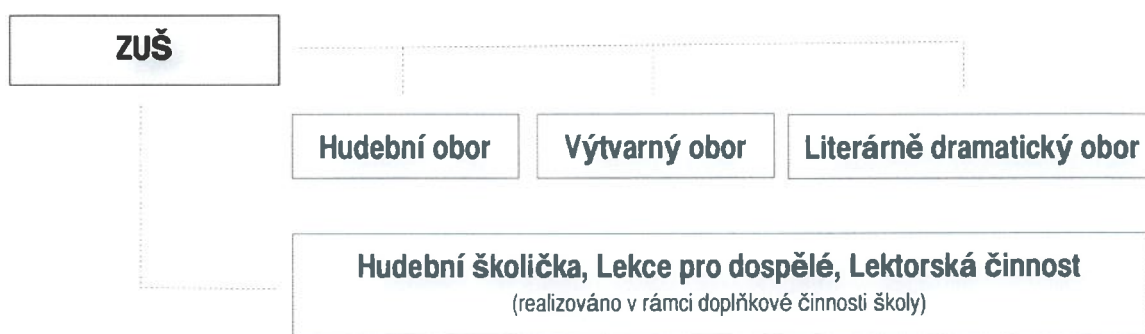 ZUŠ
Hudební obor
Výtvarný obor
Literárně dramatický obor
Hudební školička, Lekce pro dospělé, Lektorská činnost
(realizováno v rámci doplňkové činnosti školy)